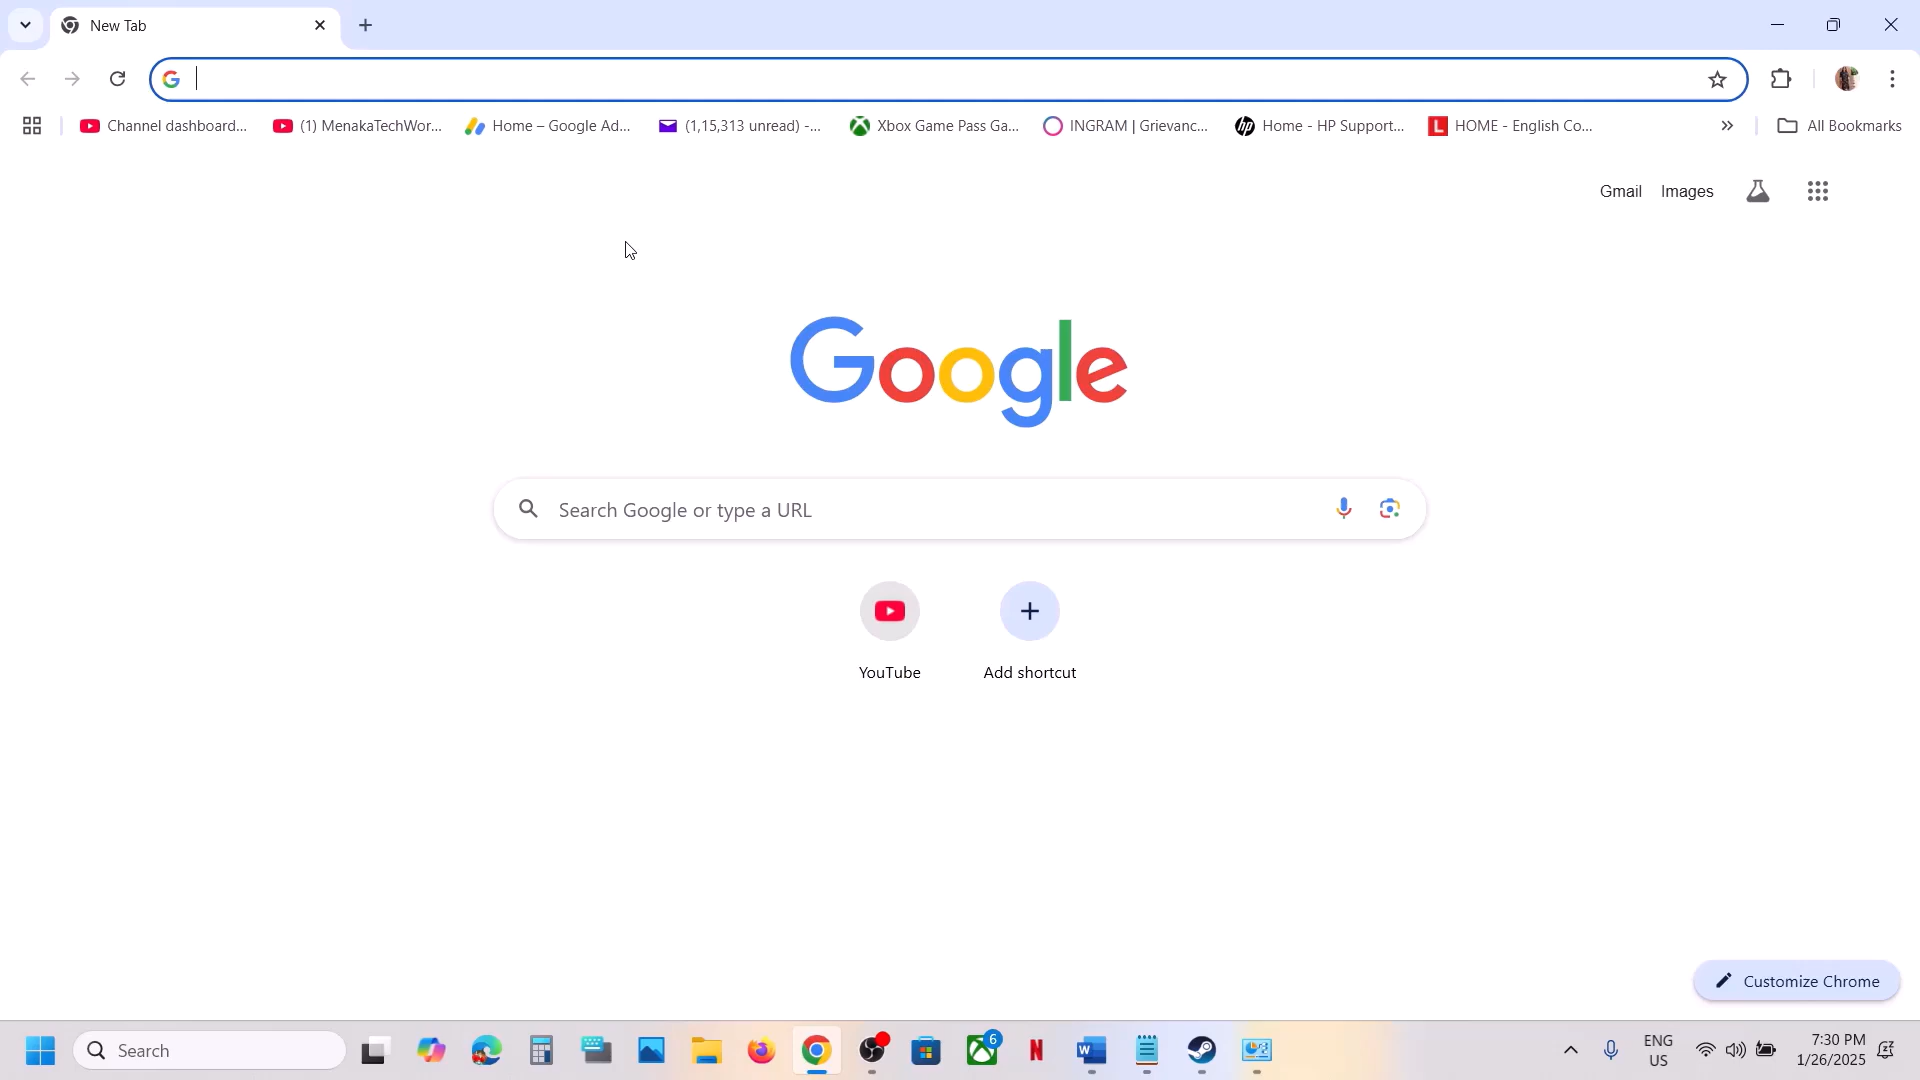 New Tab
Channel dashboard...
(1) MenakaTechWor...
Home – Google Ad...
(1,15,313 unread) -...
Xbox Game Pass Ga...
INGRAM | Grievanc...
Home - HP Support...
HOME - English Co...
All Bookmarks
Gmail
Images
Google
Search Google or type a URL
YouTube
Add shortcut
Customize Chrome
Search
6
ENG
US
7:30 PM
1/26/2025